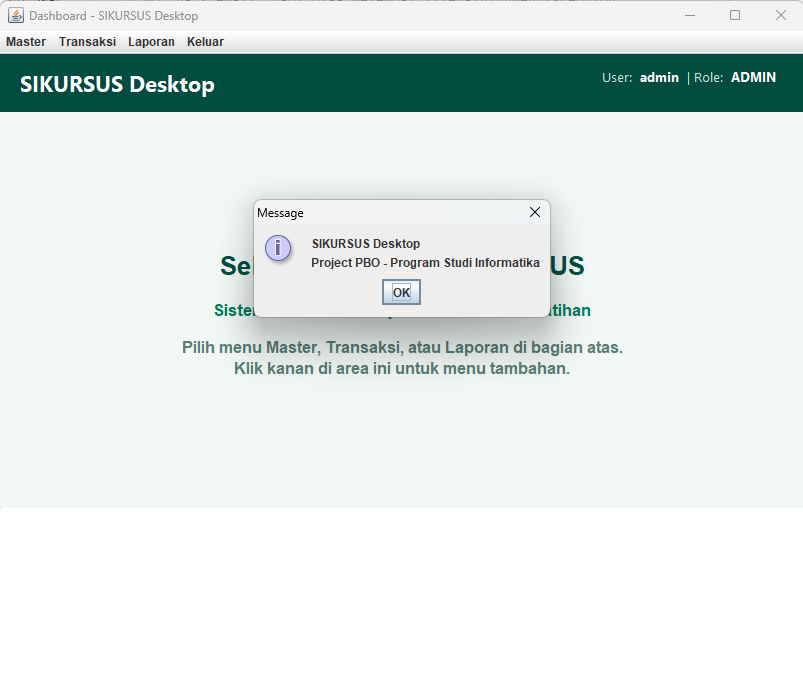 Dashboard - SIKURSUS Desktop
Master Transaksi Laporan Keluar
SIKURSUS Desktop
User: admin | Role: ADMIN
Message
SIKURSUS Desktop
Project PBO - Program Studi Informatika
OK
Pilih menu Master, Transaksi, atau Laporan di bagian atas.
Klik kanan di area ini untuk menu tambahan.